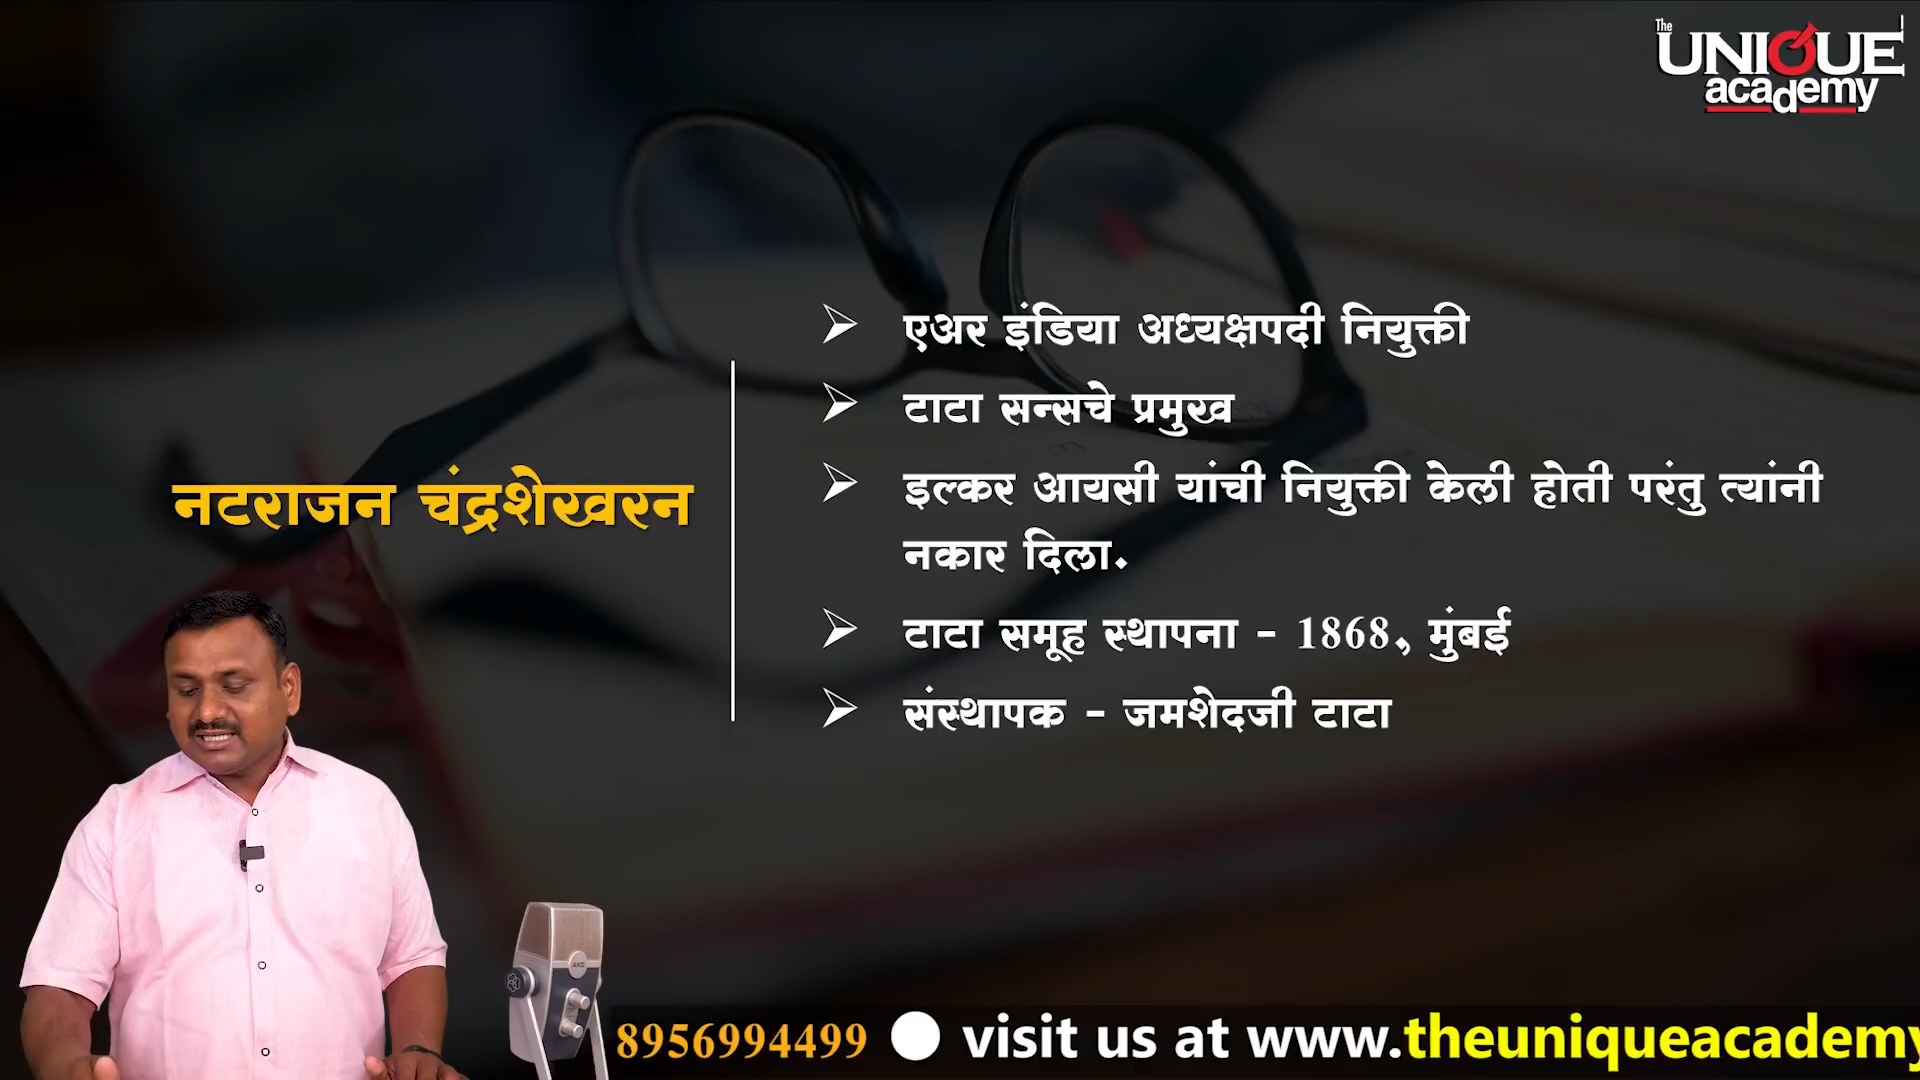 The
UNIQUE
academy
एअर इंडिया अध्यक्षपदी नियुक्ती
टाटा सन्सचे प्रमुख
नटराजन चंद्रशेखरन
इल्कर आयसी यांची नियुक्ती केली होती परंतु त्यांनी
नकार दिला.
टाटा समूह स्थापना - 1868, मुंबई
संस्थापक - जमशेदजी टाटा
AKG
8956994499 visit us at www.theuniqueacademy